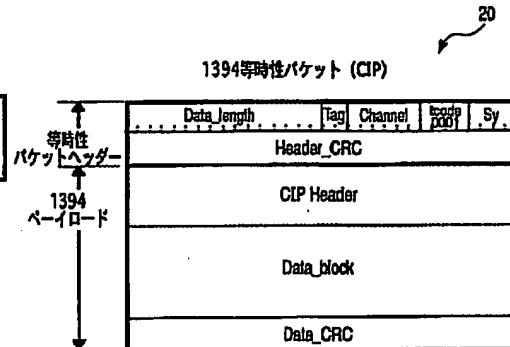 20
1394等時性パケット (CIP)
Data_length Tag Channel tcode Sy
等時性
パケットヘッダー
Header_CRC
1394
ペイロード
CIP Header
Data_block
Data_CRC